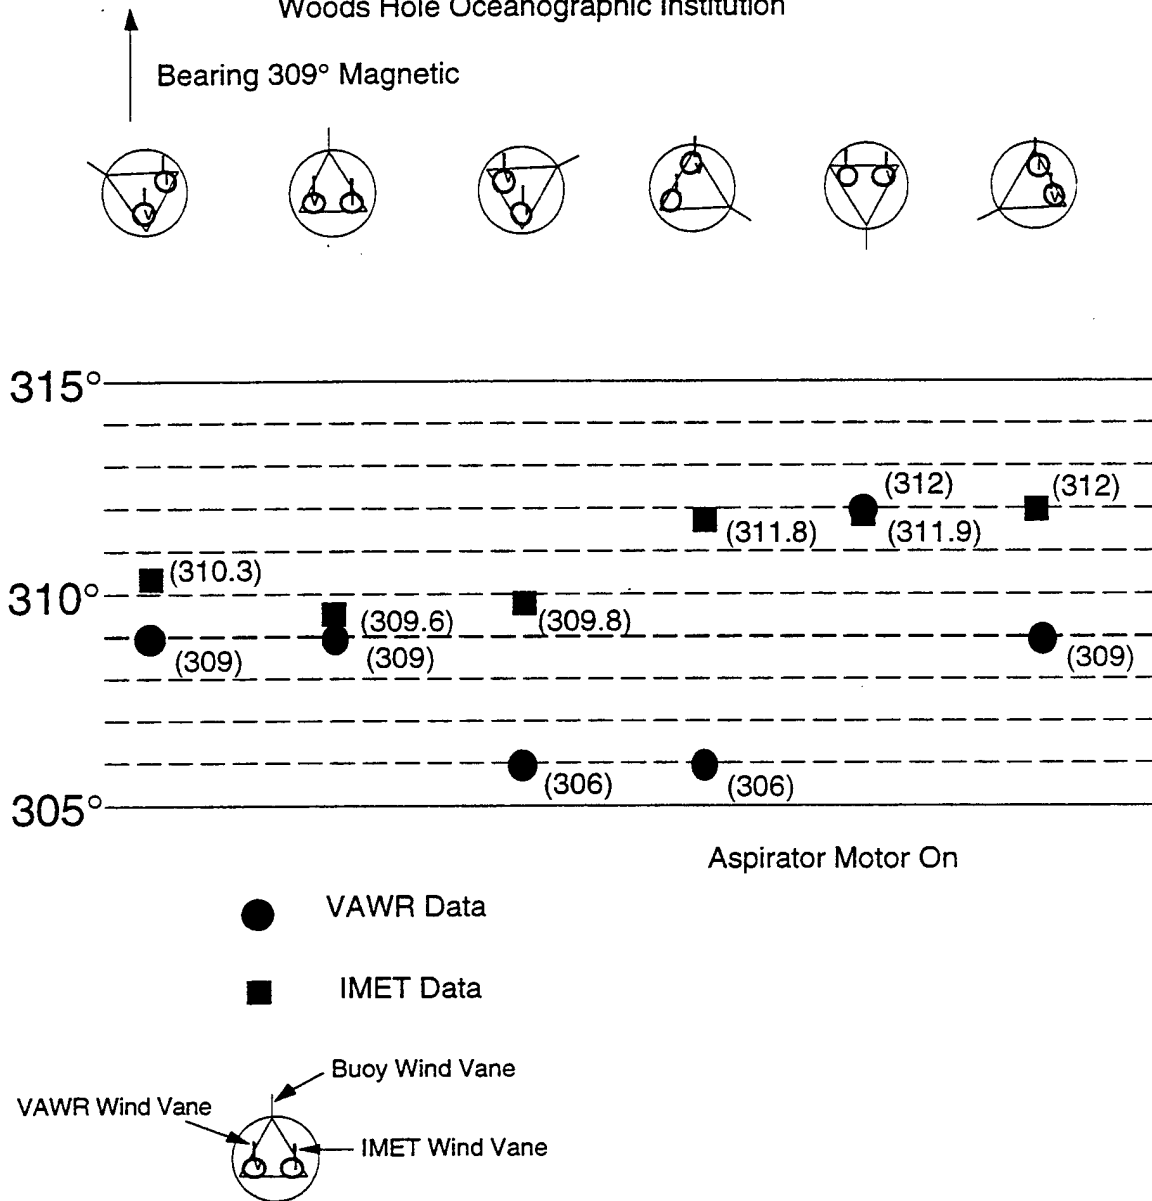 Woods Hole Oceanographic Institution
Bearing 309° Magnetic
315°
(312)
(312)
(311.8)
(311.9)
(310.3)
310°
(309.6)
(309.8)
(309)
(309)
(309)
(306)
(306)
305°
Aspirator Motor On
VAWR Data
IMET Data
Buoy Wind Vane
VAWR Wind Vane
IMET Wind Vane